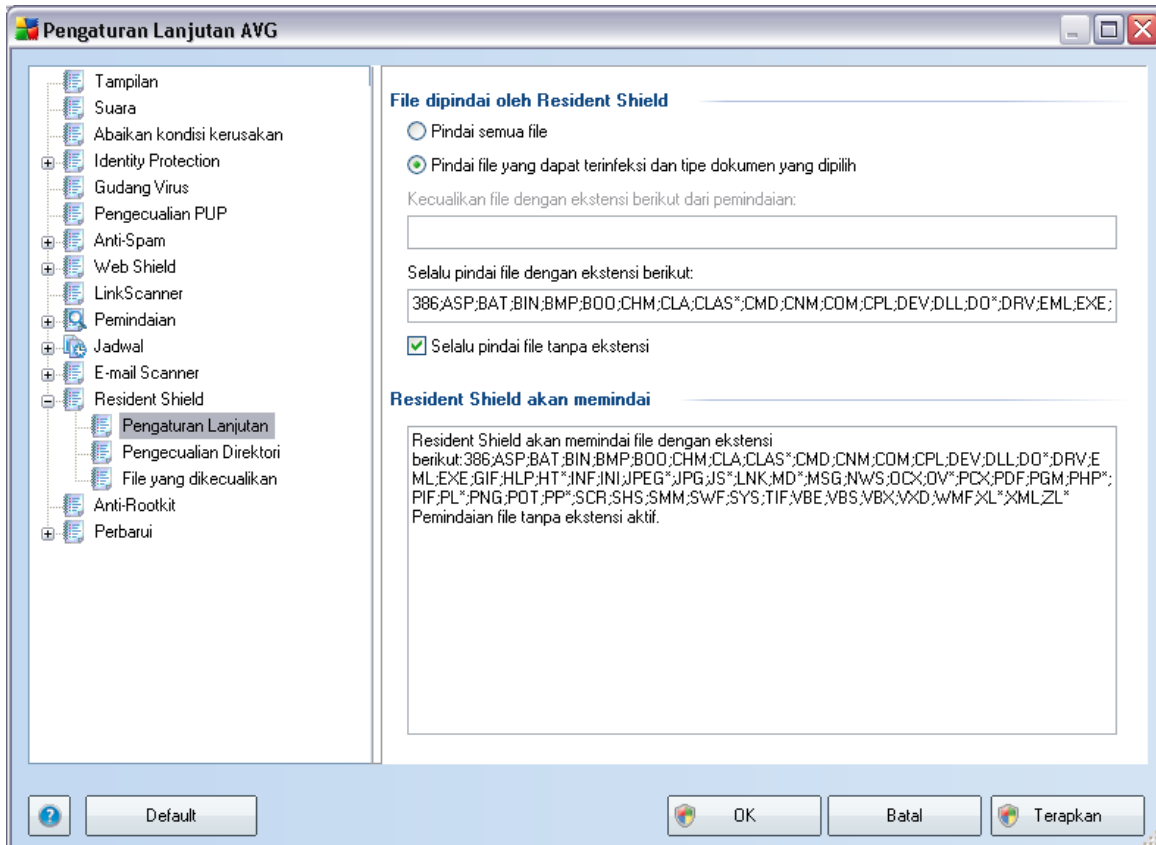 Pengaturan Lanjutan AVG
Tampilan
Suara
Abaikan kondisi kerusakan
Identity Protection
Gudang Virus
Pengecualian PUP
Anti-Spam
Web Shield
LinkScanner
Pemindaian
Jadwal
E-mail Scanner
Resident Shield
Pengaturan Lanjutan
Pengecualian Direktori
File yang dikecualikan
Anti-Rootkit
Perbarui
File dipindai oleh Resident Shield
Pindai semua file
Pindai file yang dapat terinfeksi dan tipe dokumen yang dipilih
Kecualikan file dengan ekstensi berikut dari pemindaian:
Selalu pindai file dengan ekstensi berikut:
386;ASP;BAT;BIN;BMP;BOO;CHM;CLA;CLAS*;CMD;CNM;COM;CPL;DEV;DLL;DO*;DRV;EML;EXE;
Selalu pindai file tanpa ekstensi
Resident Shield akan memindai
Resident Shield akan memindai file dengan ekstensi
berikut:386;ASP;BAT;BIN;BMP;BOO;CHM;CLA;CLAS*;CMD;CNM;COM;CPL;DEV;DLL;DO*;DRV;E
ML;EXE;GIF;HLP;HT*;INF;INI;JPEG*;JPG;JS*;LNK;MD*;MSG;NWS;OCX;OV*;PCX;PDF;PGM;PHP*;
PIF;PL*;PNG;POT;PP*;SCR;SHS;SMM;SWF;SYS;TIF;VBE;VBS;VBX;VXD;WMF;XL*;XML;ZL*
Pemindaian file tanpa ekstensi aktif.
Default
OK
Batal
Terapkan